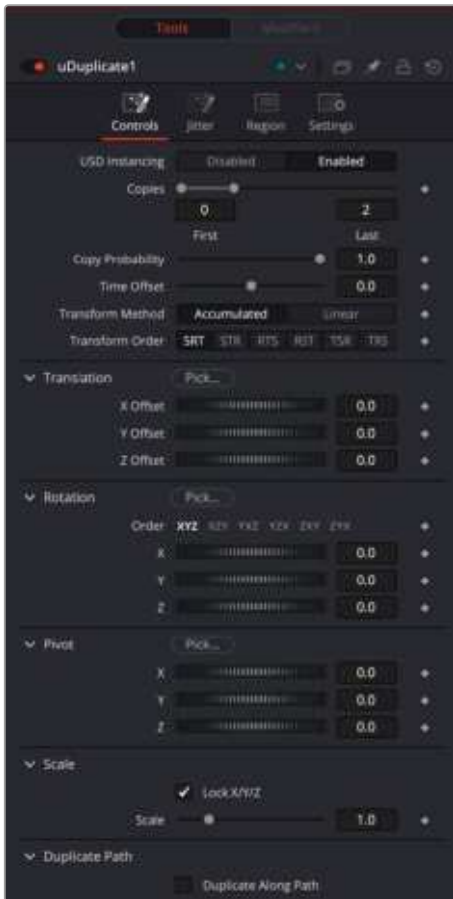 Tools Modifiers
uDuplicate1
Controls Jitter Region Settings
USD Instancing Disabled Enabled
Copies
0 2
First Last
Copy Probability 1.0
Time Offset 0.0
Transform Method Accumulated Linear
Transform Order SRT STR RTS RST TSR TRS
Translation Pick...
X Offset 0.0
Y Offset 0.0
Z Offset 0.0
Rotation Pick...
Order XYZ XZY YXZ YZX ZXY ZYX
X 0.0
Y 0.0
Z 0.0
Pivot Pick...
X 0.0
Y 0.0
Z 0.0
Scale
Lock X/Y/Z
Scale 1.0
Duplicate Path
Duplicate Along Path